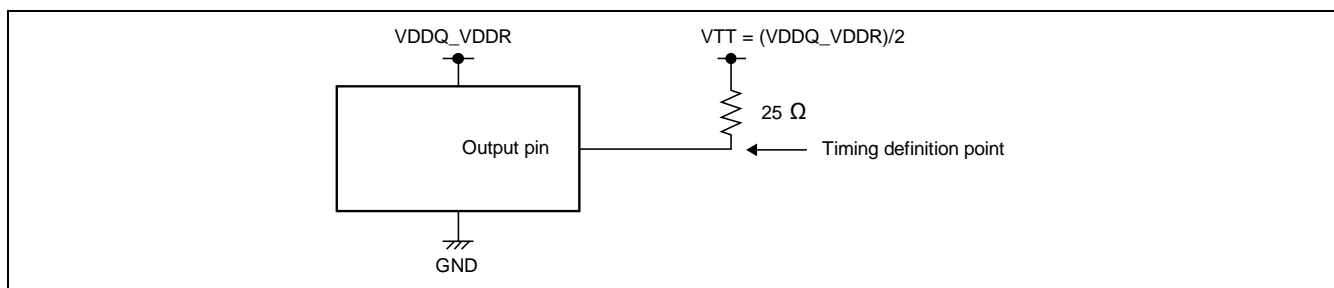 VDDQ_VDDR
VTT = (VDDQ_VDDR)/2
25 Ω
Output pin
Timing definition point
GND